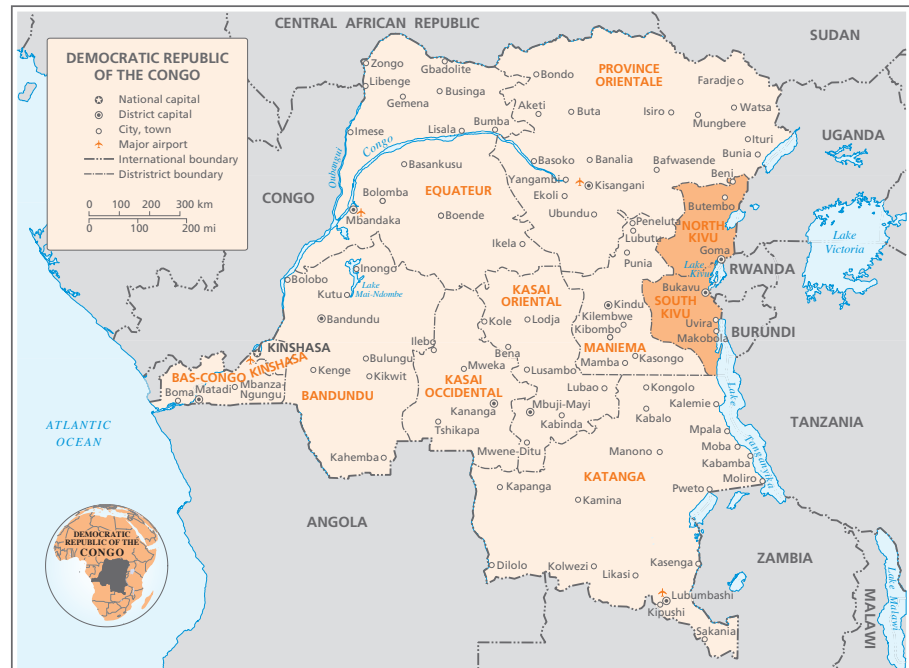 CENTRAL AFRICAN REPUBLIC
SUDAN
DEMOCRATIC REPUBLIC
OF THE CONGO
National capital
District capital
City, town
Major airport
International boundary
Distristrict boundary
0 100 200 300 km
0 100 200 mi
Zongo
Gbadolite
Libenge
Businga
Gemena
Bondo
PROVINCE
ORIENTALE
Faradje
Aketi
Buta
Isiro
Watsa
Mungbere
Imese
Lisala
Bumba
Ituri
UGANDA
Oubangui
Congo
Bunia
Basankusu
Basoko
Banalia
Bafwasende
Beni
CONGO
EQUATEUR
Yangambi
Kisangani
Bolomba
Ekoli
Butembo
Mbandaka
Boende
Ubundu
Peneluta
NORTH
KIVU
Lubutu
Lake
Victoria
Ikela
Punia
Goma
Lake
Kivu
RWANDA
Inongo
Bolobo
KASAI
ORIENTAL
Bukavu
Kutu
Lake
Mai-Ndombe
SOUTH
KIVU
Kindu
Bandundu
Kole
Lodja
Kilembwe
Uvira
BURUNDI
Kibombo
Makobola
KINSHASA
Ilebo
Bena
MANIEMA
KINSHASA
Bulungu
Mweka
Kasongo
BAS-CONGO
Kenge
Kikwit
Lusambo
Mamba
Matadi
Mbanza-
Ngungu
BANDUNDU
KASAI
OCCIDENTAL
Lubao
Kongolo
Lake
Tanganyika
Boma
Mbuji-Mayi
Kalemie
Kananga
Kabinda
Kabalo
ATLANTIC
OCEAN
Tshikapa
Mpala
TANZANIA
Mwene-Ditu
Manono
Moba
Kahemba
Kabamba
KATANGA
Moliro
Kapanga
Pweto
Kamina
ANGOLA
DEMOCRATIC
REPUBLIC OF THE
CONGO
ZAMBIA
Dilolo
Kolwezi
Likasi
Kasenga
Lubumbashi
Kipushi
Sakania
MALAWI
Lake Malawi